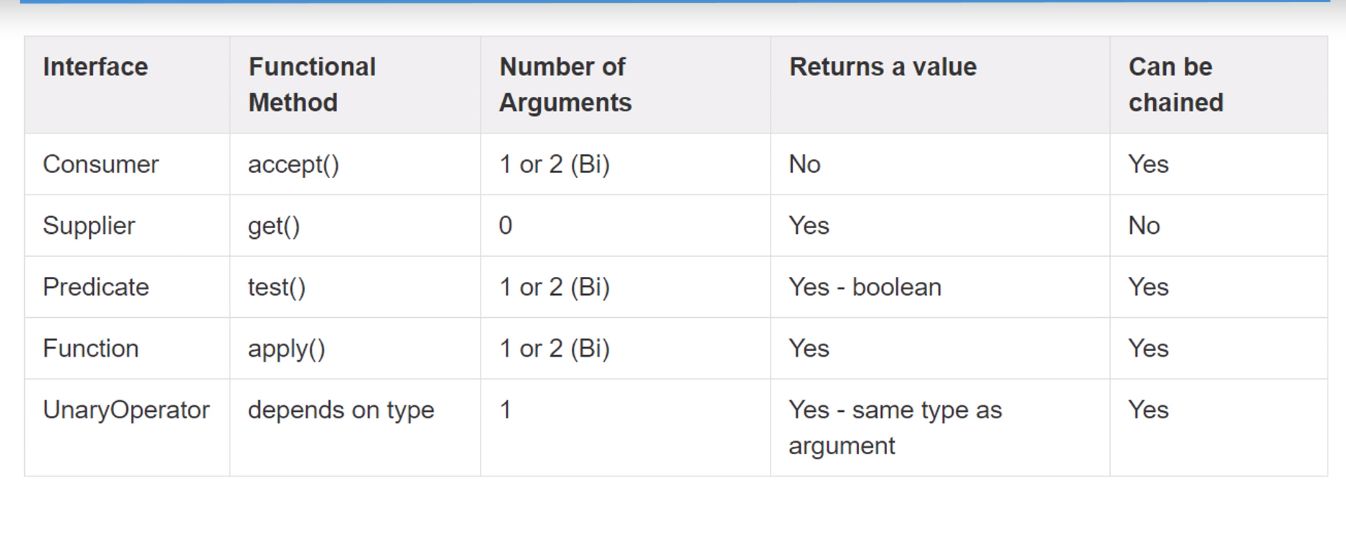 Interface Functional Method Number of Arguments Returns a value Can be chained
Consumer accept() 1 or 2 (Bi) No Yes
Supplier get() 0 Yes No
Predicate test() 1 or 2 (Bi) Yes - boolean Yes
Function apply() 1 or 2 (Bi) Yes Yes
UnaryOperator depends on type 1 Yes - same type as argument Yes